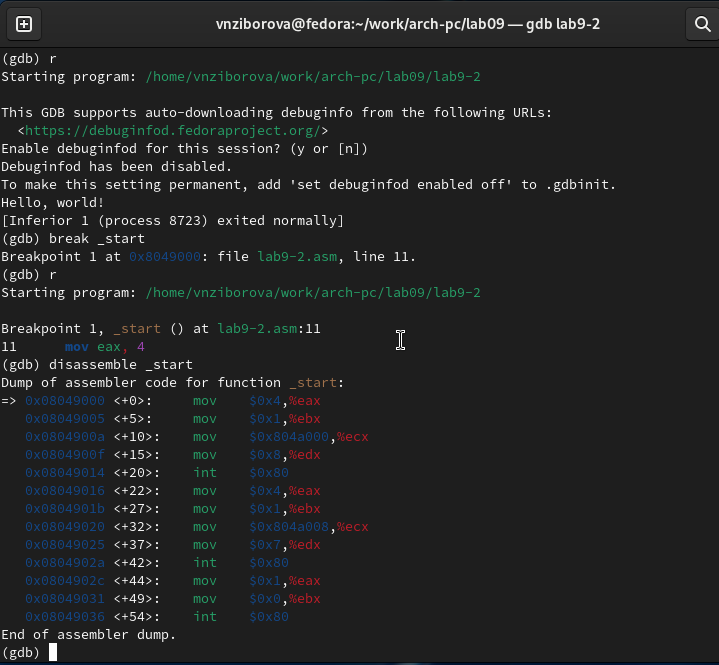 vnziborova@fedora:~/work/arch-pc/lab09 — gdb lab9-2
(gdb) r
Starting program: /home/vnziborova/work/arch-pc/lab09/lab9-2
This GDB supports auto-downloading debuginfo from the following URLs:
  <https://debuginfod.fedoraproject.org/>
Enable debuginfod for this session? (y or [n])
Debuginfod has been disabled.
To make this setting permanent, add 'set debuginfod enabled off' to .gdbinit.
Hello, world!
[Inferior 1 (process 8723) exited normally]
(gdb) break _start
Breakpoint 1 at 0x8049000: file lab9-2.asm, line 11.
(gdb) r
Starting program: /home/vnziborova/work/arch-pc/lab09/lab9-2
Breakpoint 1, _start () at lab9-2.asm:11
11      mov eax, 4
(gdb) disassemble _start
Dump of assembler code for function _start:
=> 0x08049000 <+0>:    mov    $0x4,%eax
   0x08049005 <+5>:    mov    $0x1,%ebx
   0x0804900a <+10>:    mov    $0x804a000,%ecx
   0x0804900f <+15>:    mov    $0x8,%edx
   0x08049014 <+20>:    int    $0x80
   0x08049016 <+22>:    mov    $0x4,%eax
   0x0804901b <+27>:    mov    $0x1,%ebx
   0x08049020 <+32>:    mov    $0x804a008,%ecx
   0x08049025 <+37>:    mov    $0x7,%edx
   0x0804902a <+42>:    int    $0x80
   0x0804902c <+44>:    mov    $0x1,%eax
   0x08049031 <+49>:    mov    $0x0,%ebx
   0x08049036 <+54>:    int    $0x80
End of assembler dump.
(gdb)